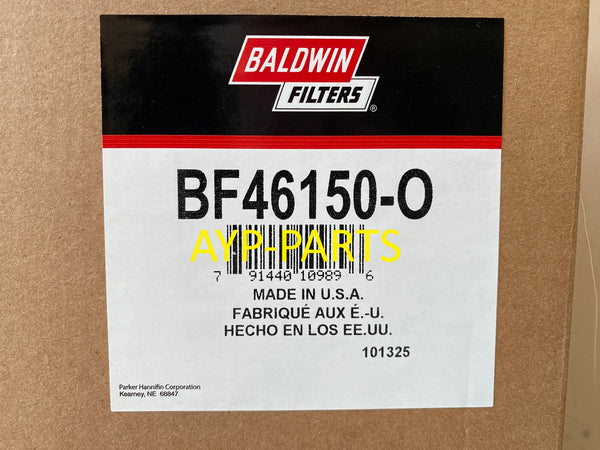 BALDWIN
FILTERS®
BF46150-O
AYP-PARTS
7 91440 10989 6
MADE IN U.S.A.
FABRIQUÉ AUX É.-U.
HECHO EN LOS EE.UU.
101325
Parker Hannifin Corporation
Kearney, NE 68847